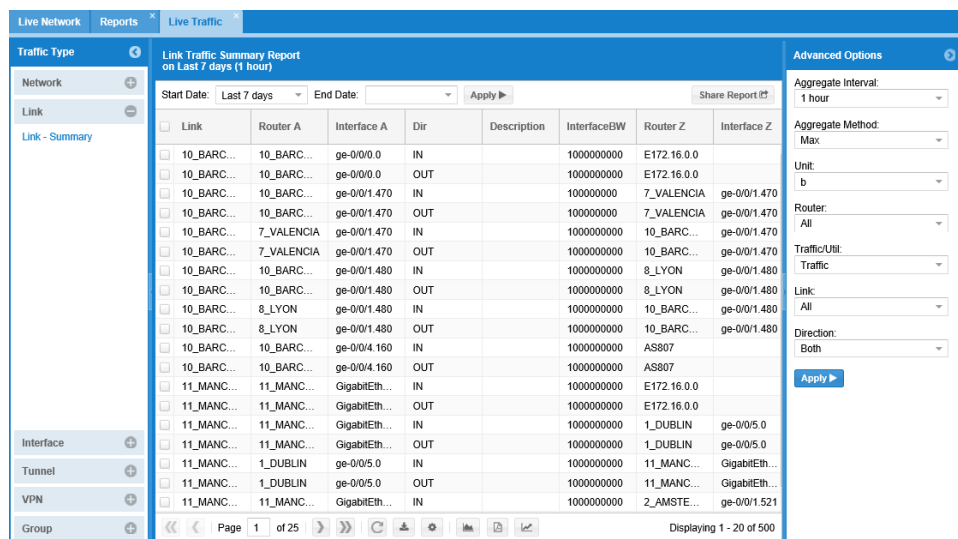 Live Network Reports Live Traffic
Traffic Type
Network
Link
Link - Summary
Interface
Tunnel
VPN
Group
Link Traffic Summary Report
on Last 7 days (1 hour)
Start Date: Last 7 days End Date: Apply Share Report
Link Router A Interface A Dir Description InterfaceBW Router Z Interface Z
10_BARC... 10_BARC... ge-0/0/0.0 IN 1000000000 E172.16.0.0
10_BARC... 10_BARC... ge-0/0/0.0 OUT 1000000000 E172.16.0.0
10_BARC... 10_BARC... ge-0/0/1.470 IN 100000000 7_VALENCIA ge-0/0/1.470
10_BARC... 10_BARC... ge-0/0/1.470 OUT 100000000 7_VALENCIA ge-0/0/1.470
10_BARC... 7_VALENCIA ge-0/0/1.470 IN 1000000000 10_BARC... ge-0/0/1.470
10_BARC... 7_VALENCIA ge-0/0/1.470 OUT 1000000000 10_BARC... ge-0/0/1.470
10_BARC... 10_BARC... ge-0/0/1.480 IN 1000000000 8_LYON ge-0/0/1.480
10_BARC... 10_BARC... ge-0/0/1.480 OUT 1000000000 8_LYON ge-0/0/1.480
10_BARC... 8_LYON ge-0/0/1.480 IN 1000000000 10_BARC... ge-0/0/1.480
10_BARC... 8_LYON ge-0/0/1.480 OUT 1000000000 10_BARC... ge-0/0/1.480
10_BARC... 10_BARC... ge-0/0/4.160 IN 1000000000 AS807
10_BARC... 10_BARC... ge-0/0/4.160 OUT 1000000000 AS807
11_MANC... 11_MANC... GigabitEth... IN 1000000000 E172.16.0.0
11_MANC... 11_MANC... GigabitEth... OUT 1000000000 E172.16.0.0
11_MANC... 11_MANC... GigabitEth... IN 1000000000 1_DUBLIN ge-0/0/5.0
11_MANC... 11_MANC... GigabitEth... OUT 1000000000 1_DUBLIN ge-0/0/5.0
11_MANC... 1_DUBLIN ge-0/0/5.0 IN 1000000000 11_MANC... GigabitEth...
11_MANC... 1_DUBLIN ge-0/0/5.0 OUT 1000000000 11_MANC... GigabitEth...
11_MANC... 11_MANC... GigabitEth... IN 1000000000 2_AMSTE... ge-0/0/1.521
Page 1 of 25 Displaying 1 - 20 of 500
Advanced Options
Aggregate Interval:
1 hour
Aggregate Method:
Max
Unit:
b
Router:
All
Traffic/Util:
Traffic
Link:
All
Direction:
Both
Apply